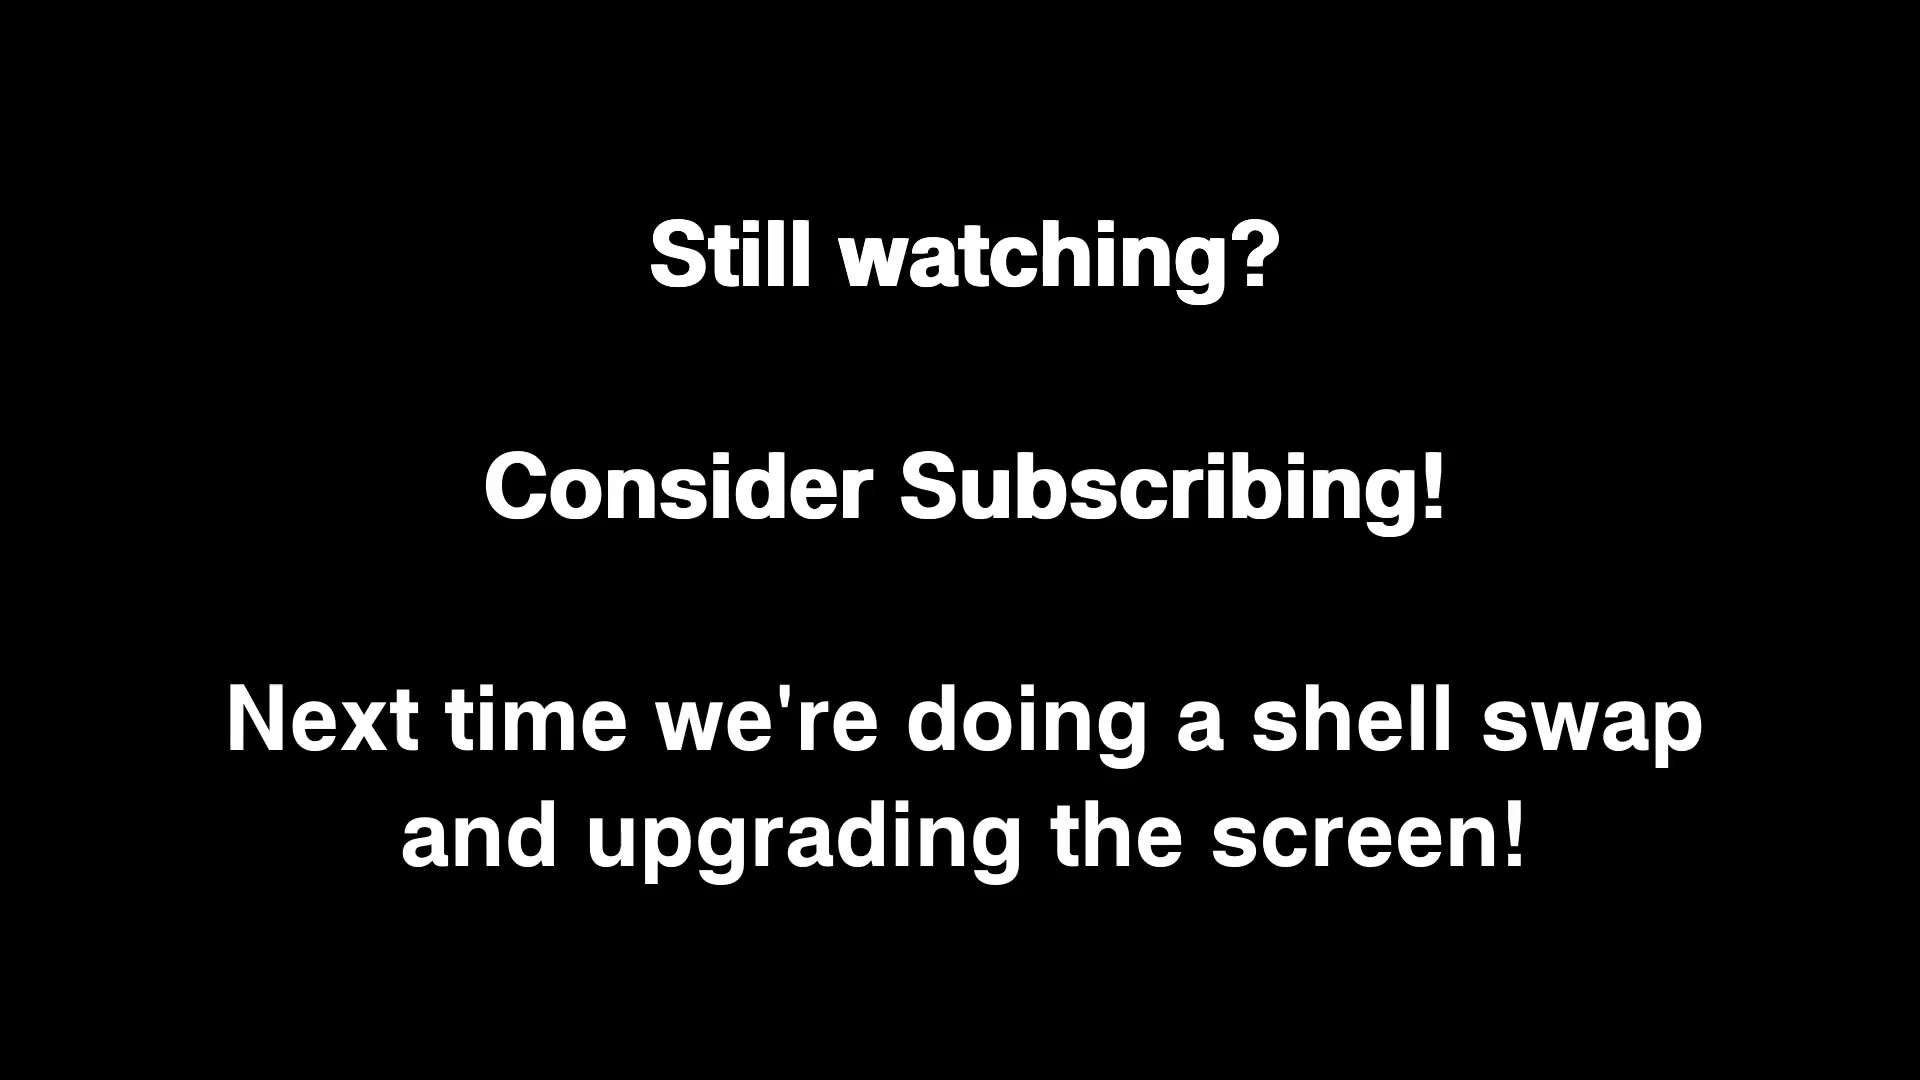 Still watching?
Consider Subscribing!
Next time we're doing a shell swap
and upgrading the screen!